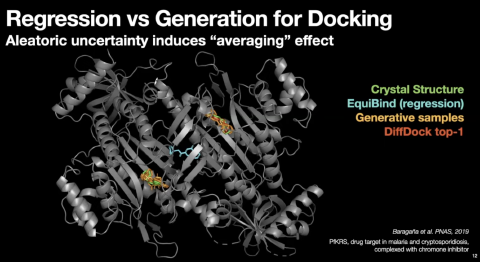 Regression vs Generation for Docking
Aleatoric uncertainty induces “averaging” effect
Crystal Structure
EquiBind (regression)
Generative samples
DiffDock top-1
Baragaña et al. PNAS, 2019
PfKRS, drug target in malaria and cryptosporidiosis,
complexed with chromone inhibitor
12